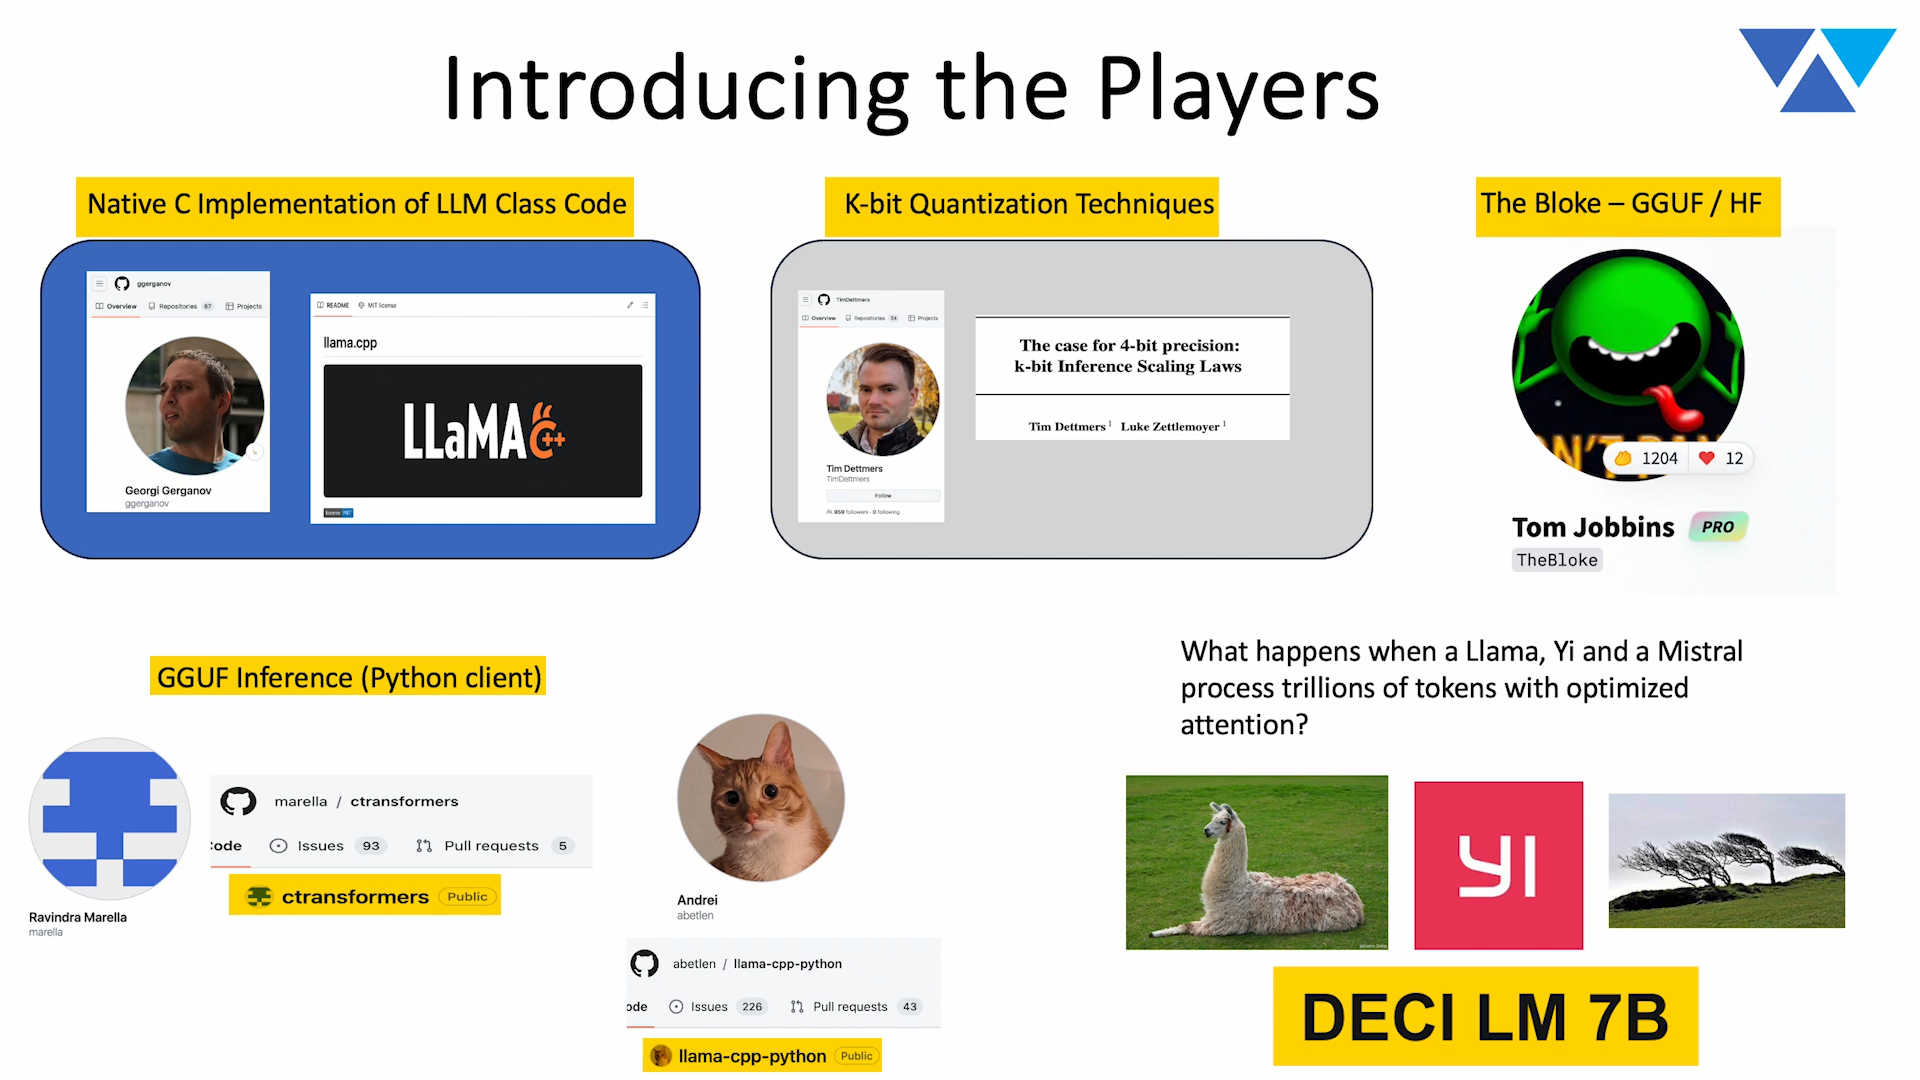 Introducing the Players
Native C Implementation of LLM Class Code
K-bit Quantization Techniques
The Bloke – GGUF / HF
ggerganov
Overview Repositories 67 Projects
Georgi Gerganov
ggerganov
README MIT license
llama.cpp
LLaMA C++
license MIT
TimDettmers
Overview Repositories 54 Projects
Tim Dettmers
TimDettmers
Follow
959 followers · 0 following
The case for 4-bit precision:
k-bit Inference Scaling Laws
Tim Dettmers 1 Luke Zettlemoyer 1
1204 12
Tom Jobbins PRO
TheBloke
GGUF Inference (Python client)
Ravindra Marella
marella
marella / ctransformers
Code Issues 93 Pull requests 5
ctransformers Public
Andrei
abetlen
abetlen / llama-cpp-python
ode Issues 226 Pull requests 43
llama-cpp-python Public
What happens when a Llama, Yi and a Mistral
process trillions of tokens with optimized
attention?
YI
DECI LM 7B